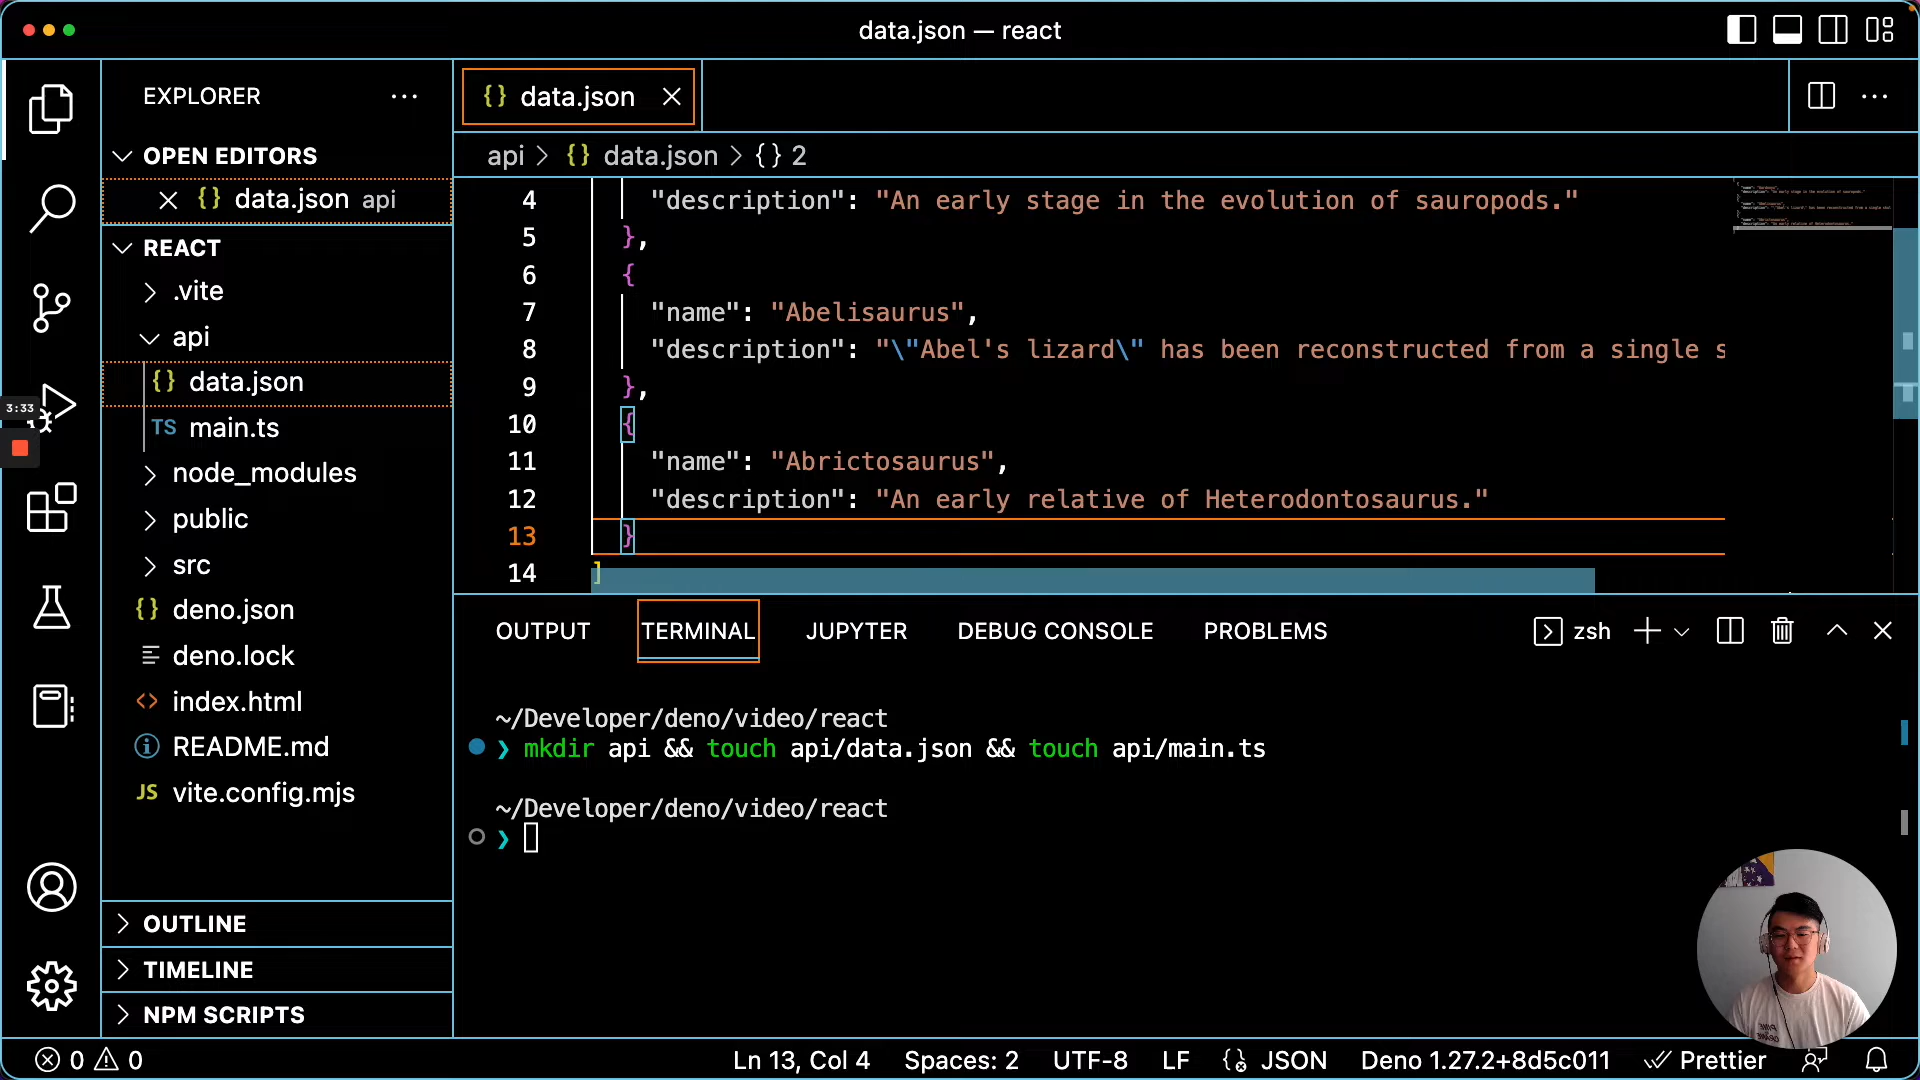 data.json — react
EXPLORER
OPEN EDITORS
data.json api
REACT
.vite
api
data.json
TS main.ts
node_modules
public
src
deno.json
deno.lock
index.html
README.md
JS vite.config.mjs
OUTLINE
TIMELINE
NPM SCRIPTS
3:33
{} data.json
api > {} data.json > {} 2
4 "description": "An early stage in the evolution of sauropods."
5 },
6 {
7 "name": "Abelisaurus",
8 "description": "\"Abel's lizard\" has been reconstructed from a single s
9 },
10 {
11 "name": "Abrictosaurus",
12 "description": "An early relative of Heterodontosaurus."
13 }
14 ]
OUTPUT TERMINAL JUPYTER DEBUG CONSOLE PROBLEMS zsh
~/Developer/deno/video/react
❯ mkdir api && touch api/data.json && touch api/main.ts
~/Developer/deno/video/react
❯
0 0 Ln 13, Col 4 Spaces: 2 UTF-8 LF JSON Deno 1.27.2+8d5c011 Prettier